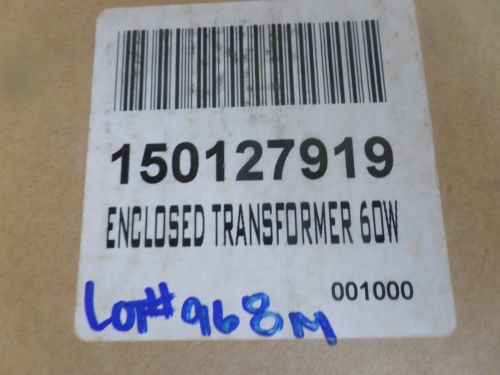 150127919
ENCLOSED TRANSFORMER 60W
001000
LOT# 968M